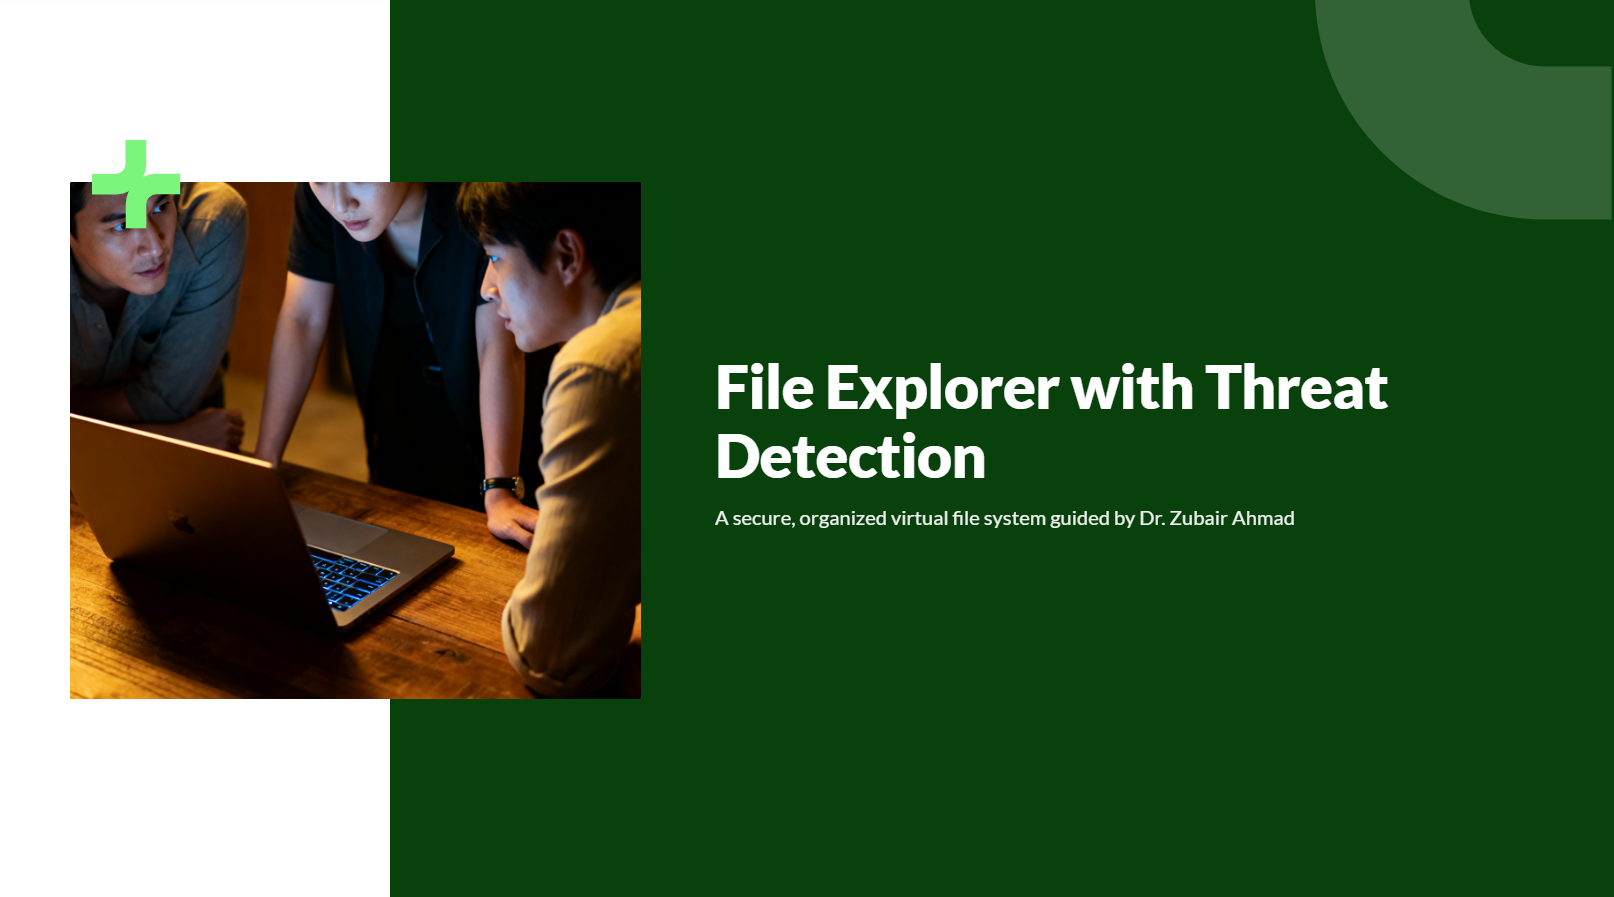 File Explorer with Threat
Detection
A secure, organized virtual file system guided by Dr. Zubair Ahmad